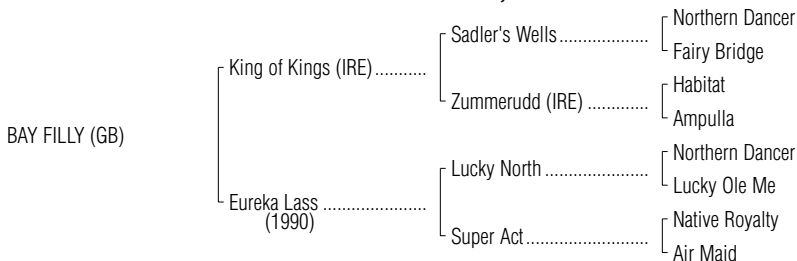 Northern Dancer
Sadler's Wells...................
Fairy Bridge
King of Kings (IRE)...........
Habitat
Zummerudd (IRE) .............
Ampulla
BAY FILLY (GB)
Northern Dancer
Lucky North ......................
Lucky Ole Me
Eureka Lass ......................
(1990)
Native Royalty
Super Act..........................
Air Maid